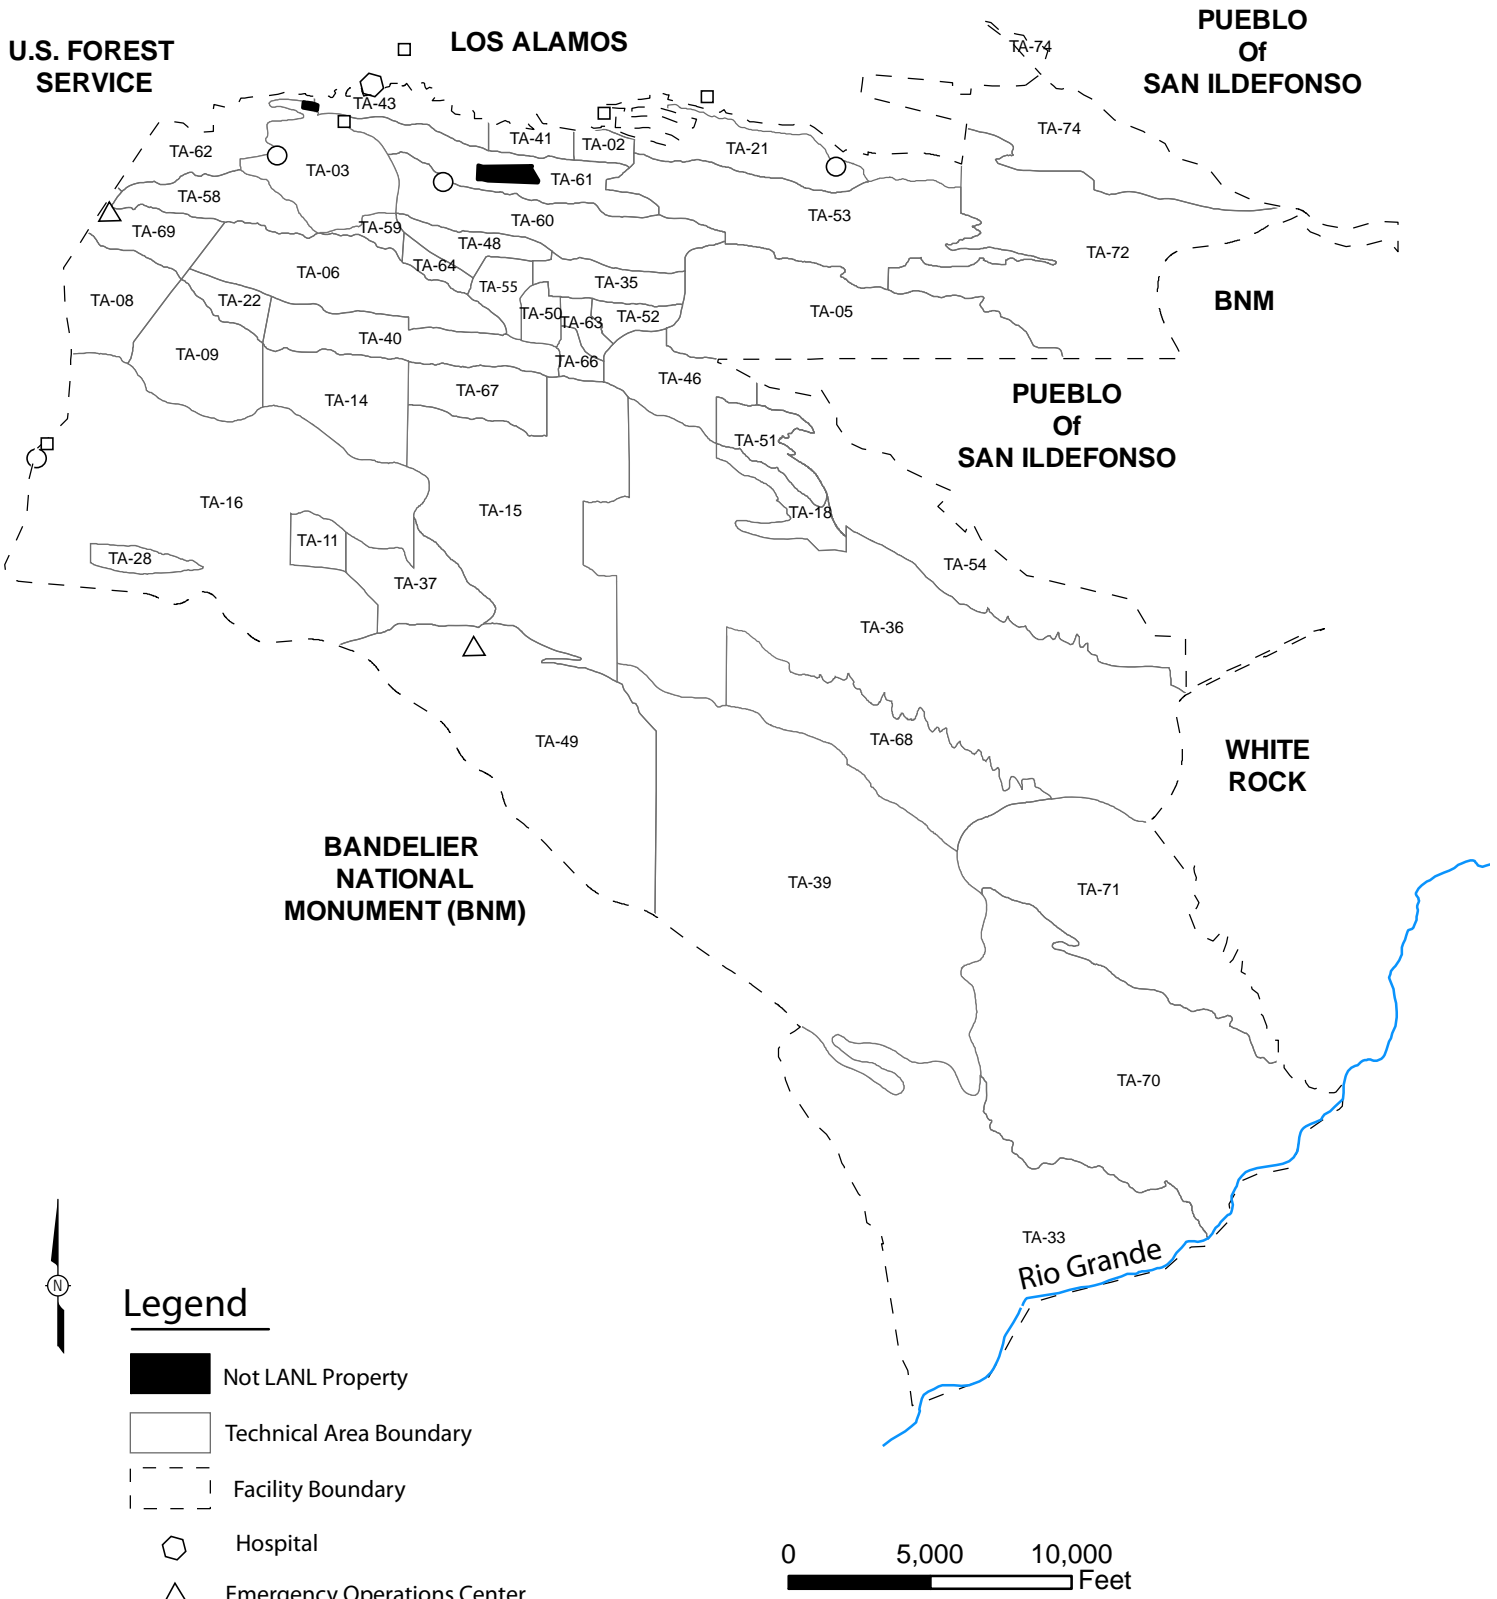 PUEBLO
Of
SAN ILDEFONSO
U.S. FOREST
SERVICE
LOS ALAMOS
TA-74
TA-43
TA-74
TA-41
TA-02
TA-21
TA-62
TA-03
TA-61
TA-58
TA-53
TA-60
TA-59
TA-69
TA-48
TA-72
TA-64
TA-06
TA-55
TA-35
TA-08
TA-22
TA-50
TA-63
TA-52
TA-05
BNM
TA-40
TA-09
TA-66
TA-46
TA-67
TA-14
PUEBLO
Of
SAN ILDEFONSO
TA-51
TA-16
TA-15
TA-18
TA-11
TA-28
TA-54
TA-37
TA-36
TA-49
TA-68
WHITE
ROCK
BANDELIER
NATIONAL
MONUMENT (BNM)
TA-39
TA-71
TA-70
TA-33
Rio Grande
N
Legend
Not LANL Property
Technical Area Boundary
Facility Boundary
Hospital
Emergency Operations Center
0 5,000 10,000
Feet